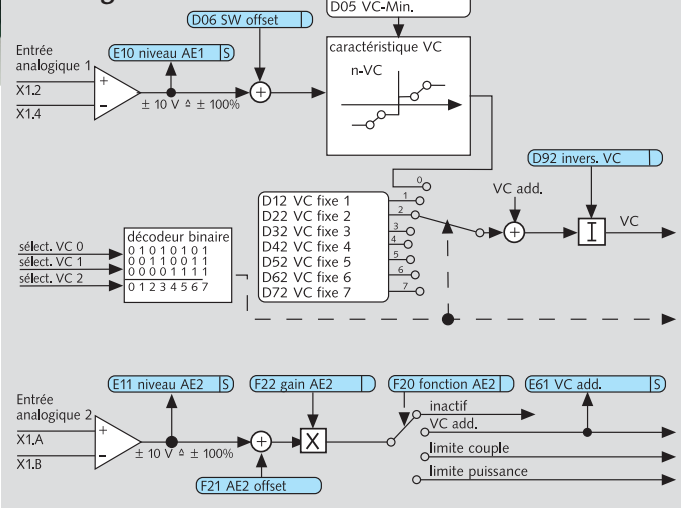 D05 VC-Min.
D06 SW offset
caractéristique VC
n-VC
Entrée
analogique 1
E10 niveau AE1 S
X1.2
X1.4
+
−
± 10 V ≙ ± 100%
+
D92 invers. VC
VC add.
VC
0
1
2
3
4
5
6
7
D12 VC fixe 1
D22 VC fixe 2
D32 VC fixe 3
D42 VC fixe 4
D52 VC fixe 5
D62 VC fixe 6
D72 VC fixe 7
+
I
sélect. VC 0
sélect. VC 1
sélect. VC 2
décodeur binaire
0 1 0 1 0 1 0 1
0 0 1 1 0 0 1 1
0 0 0 0 1 1 1 1
0 1 2 3 4 5 6 7
E11 niveau AE2 S
F22 gain AE2
F20 fonction AE2
E61 VC add. S
Entrée
analogique 2
X1.A
X1.B
+
−
± 10 V ≙ ± 100%
+
X
F21 AE2 offset
inactif
VC add.
limite couple
limite puissance